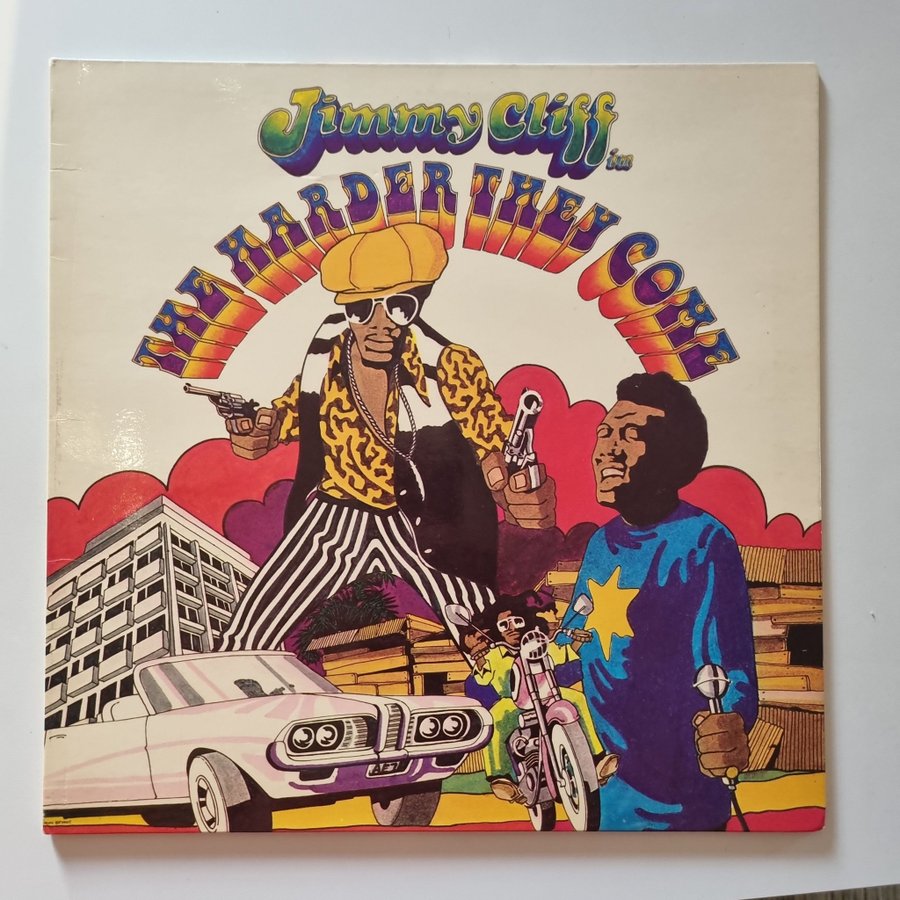 Jimmy Cliff
in
THE HARDER THEY COME